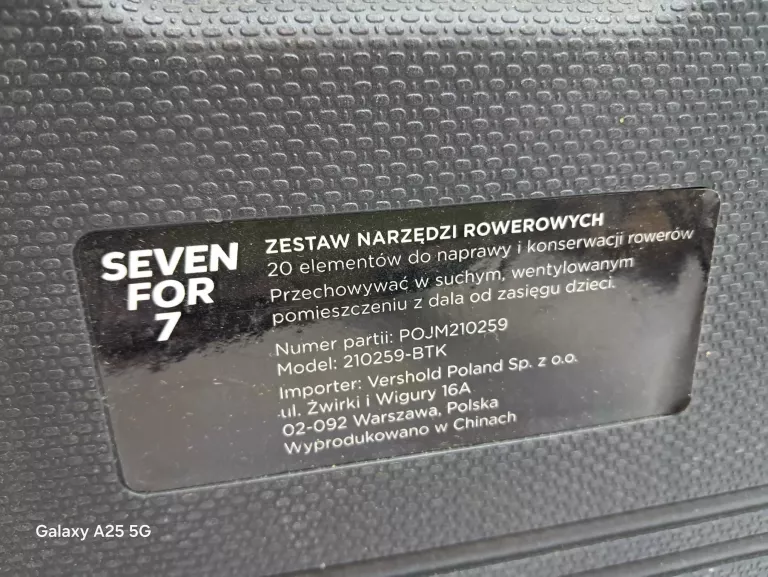 SEVEN
FOR
7
ZESTAW NARZĘDZI ROWEROWYCH
20 elementów do naprawy i konserwacji rowerów
Przechowywać w suchym, wentylowanym
pomieszczeniu z dala od zasięgu dzieci.
Numer partii: POJM210259
Model: 210259-BTK
Importer: Vershold Poland Sp. z o.o.
ul. Żwirki i Wigury 16A
02-092 Warszawa, Polska
Wyprodukowano w Chinach
Galaxy A25 5G